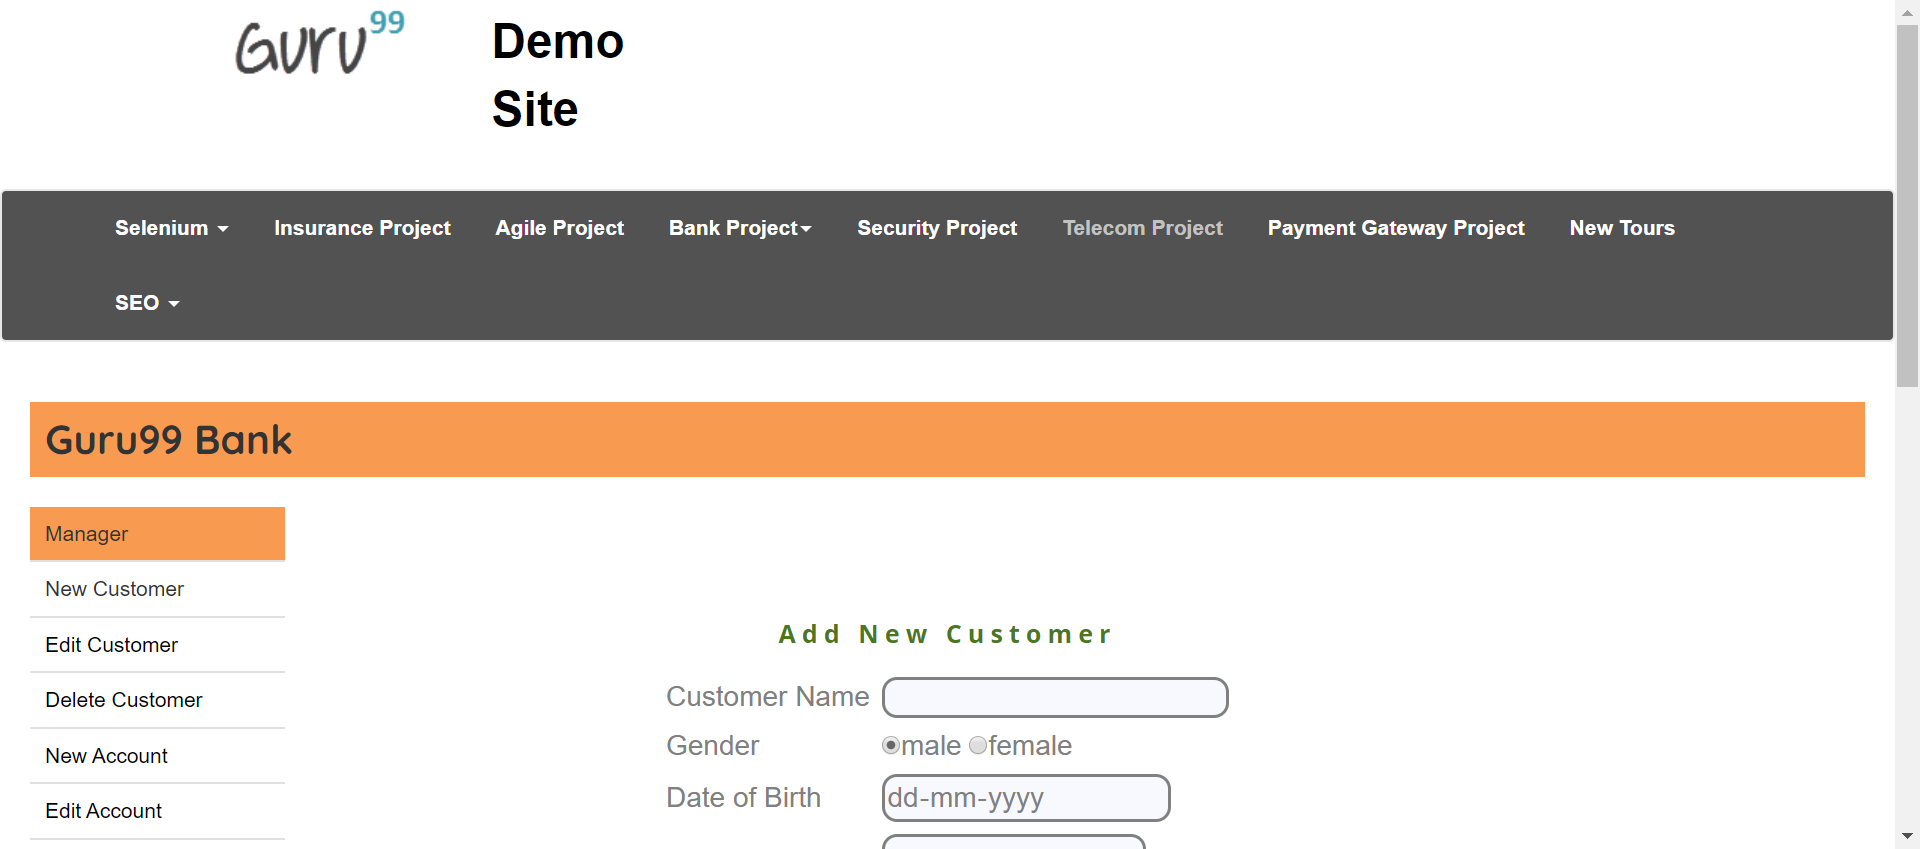 Guru99
Demo
Site
Selenium Insurance Project Agile Project Bank Project Security Project Telecom Project Payment Gateway Project New Tours
SEO
Guru99 Bank
Manager
New Customer
Edit Customer
Delete Customer
New Account
Edit Account
Add New Customer
Customer Name
Gender male female
Date of Birth dd-mm-yyyy